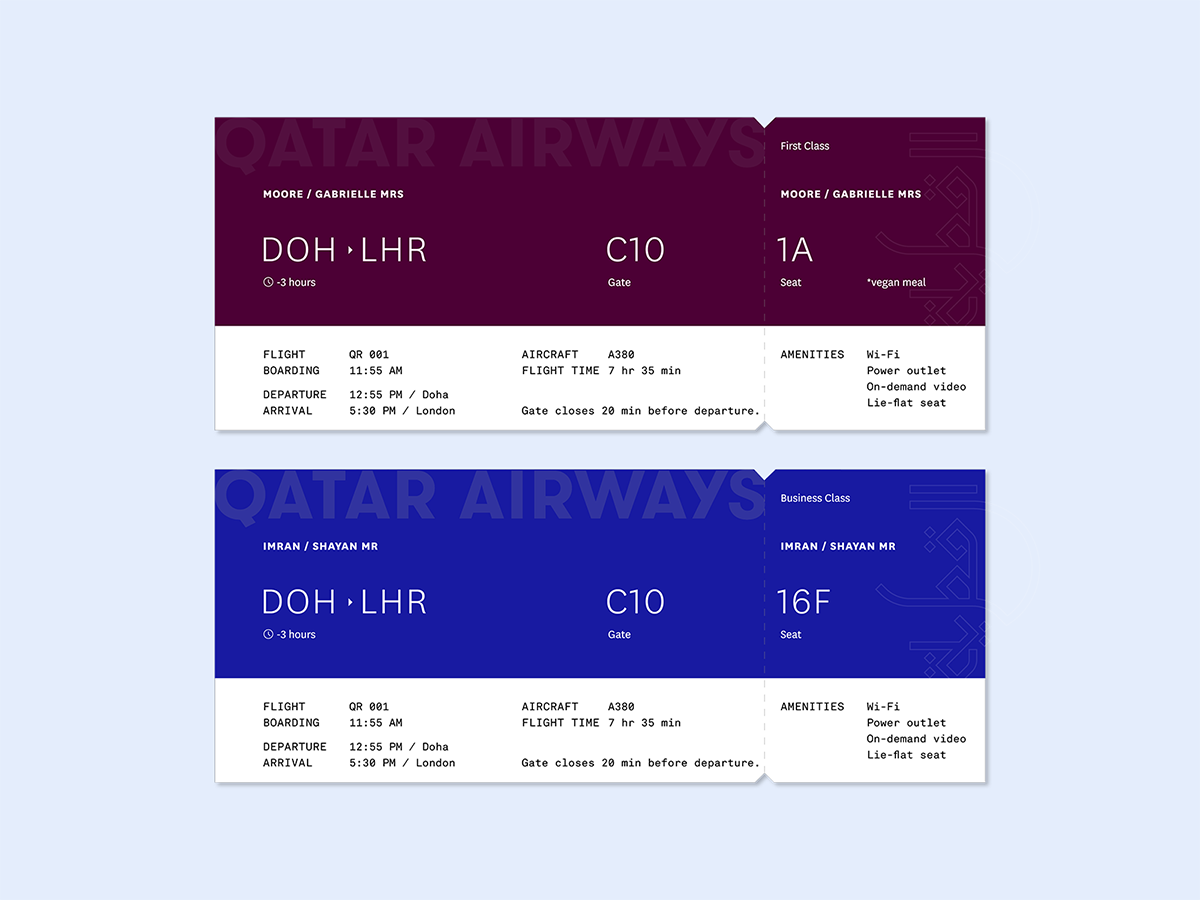 QATAR AIRWAYS
First Class
MOORE / GABRIELLE MRS
MOORE / GABRIELLE MRS
DOH LHR
C10
1A
-3 hours
Gate
Seat
*vegan meal
القطرية
FLIGHT QR 001
BOARDING 11:55 AM
DEPARTURE 12:55 PM / Doha
ARRIVAL 5:30 PM / London
AIRCRAFT A380
FLIGHT TIME 7 hr 35 min
Gate closes 20 min before departure.
AMENITIES Wi-Fi
Power outlet
On-demand video
Lie-flat seat
QATAR AIRWAYS
Business Class
IMRAN / SHAYAN MR
IMRAN / SHAYAN MR
DOH LHR
C10
16F
-3 hours
Gate
Seat
القطرية
FLIGHT QR 001
BOARDING 11:55 AM
DEPARTURE 12:55 PM / Doha
ARRIVAL 5:30 PM / London
AIRCRAFT A380
FLIGHT TIME 7 hr 35 min
Gate closes 20 min before departure.
AMENITIES Wi-Fi
Power outlet
On-demand video
Lie-flat seat